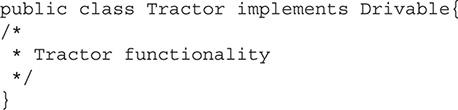 public class Tractor implements Drivable{
/*
 * Tractor functionality
 */
}